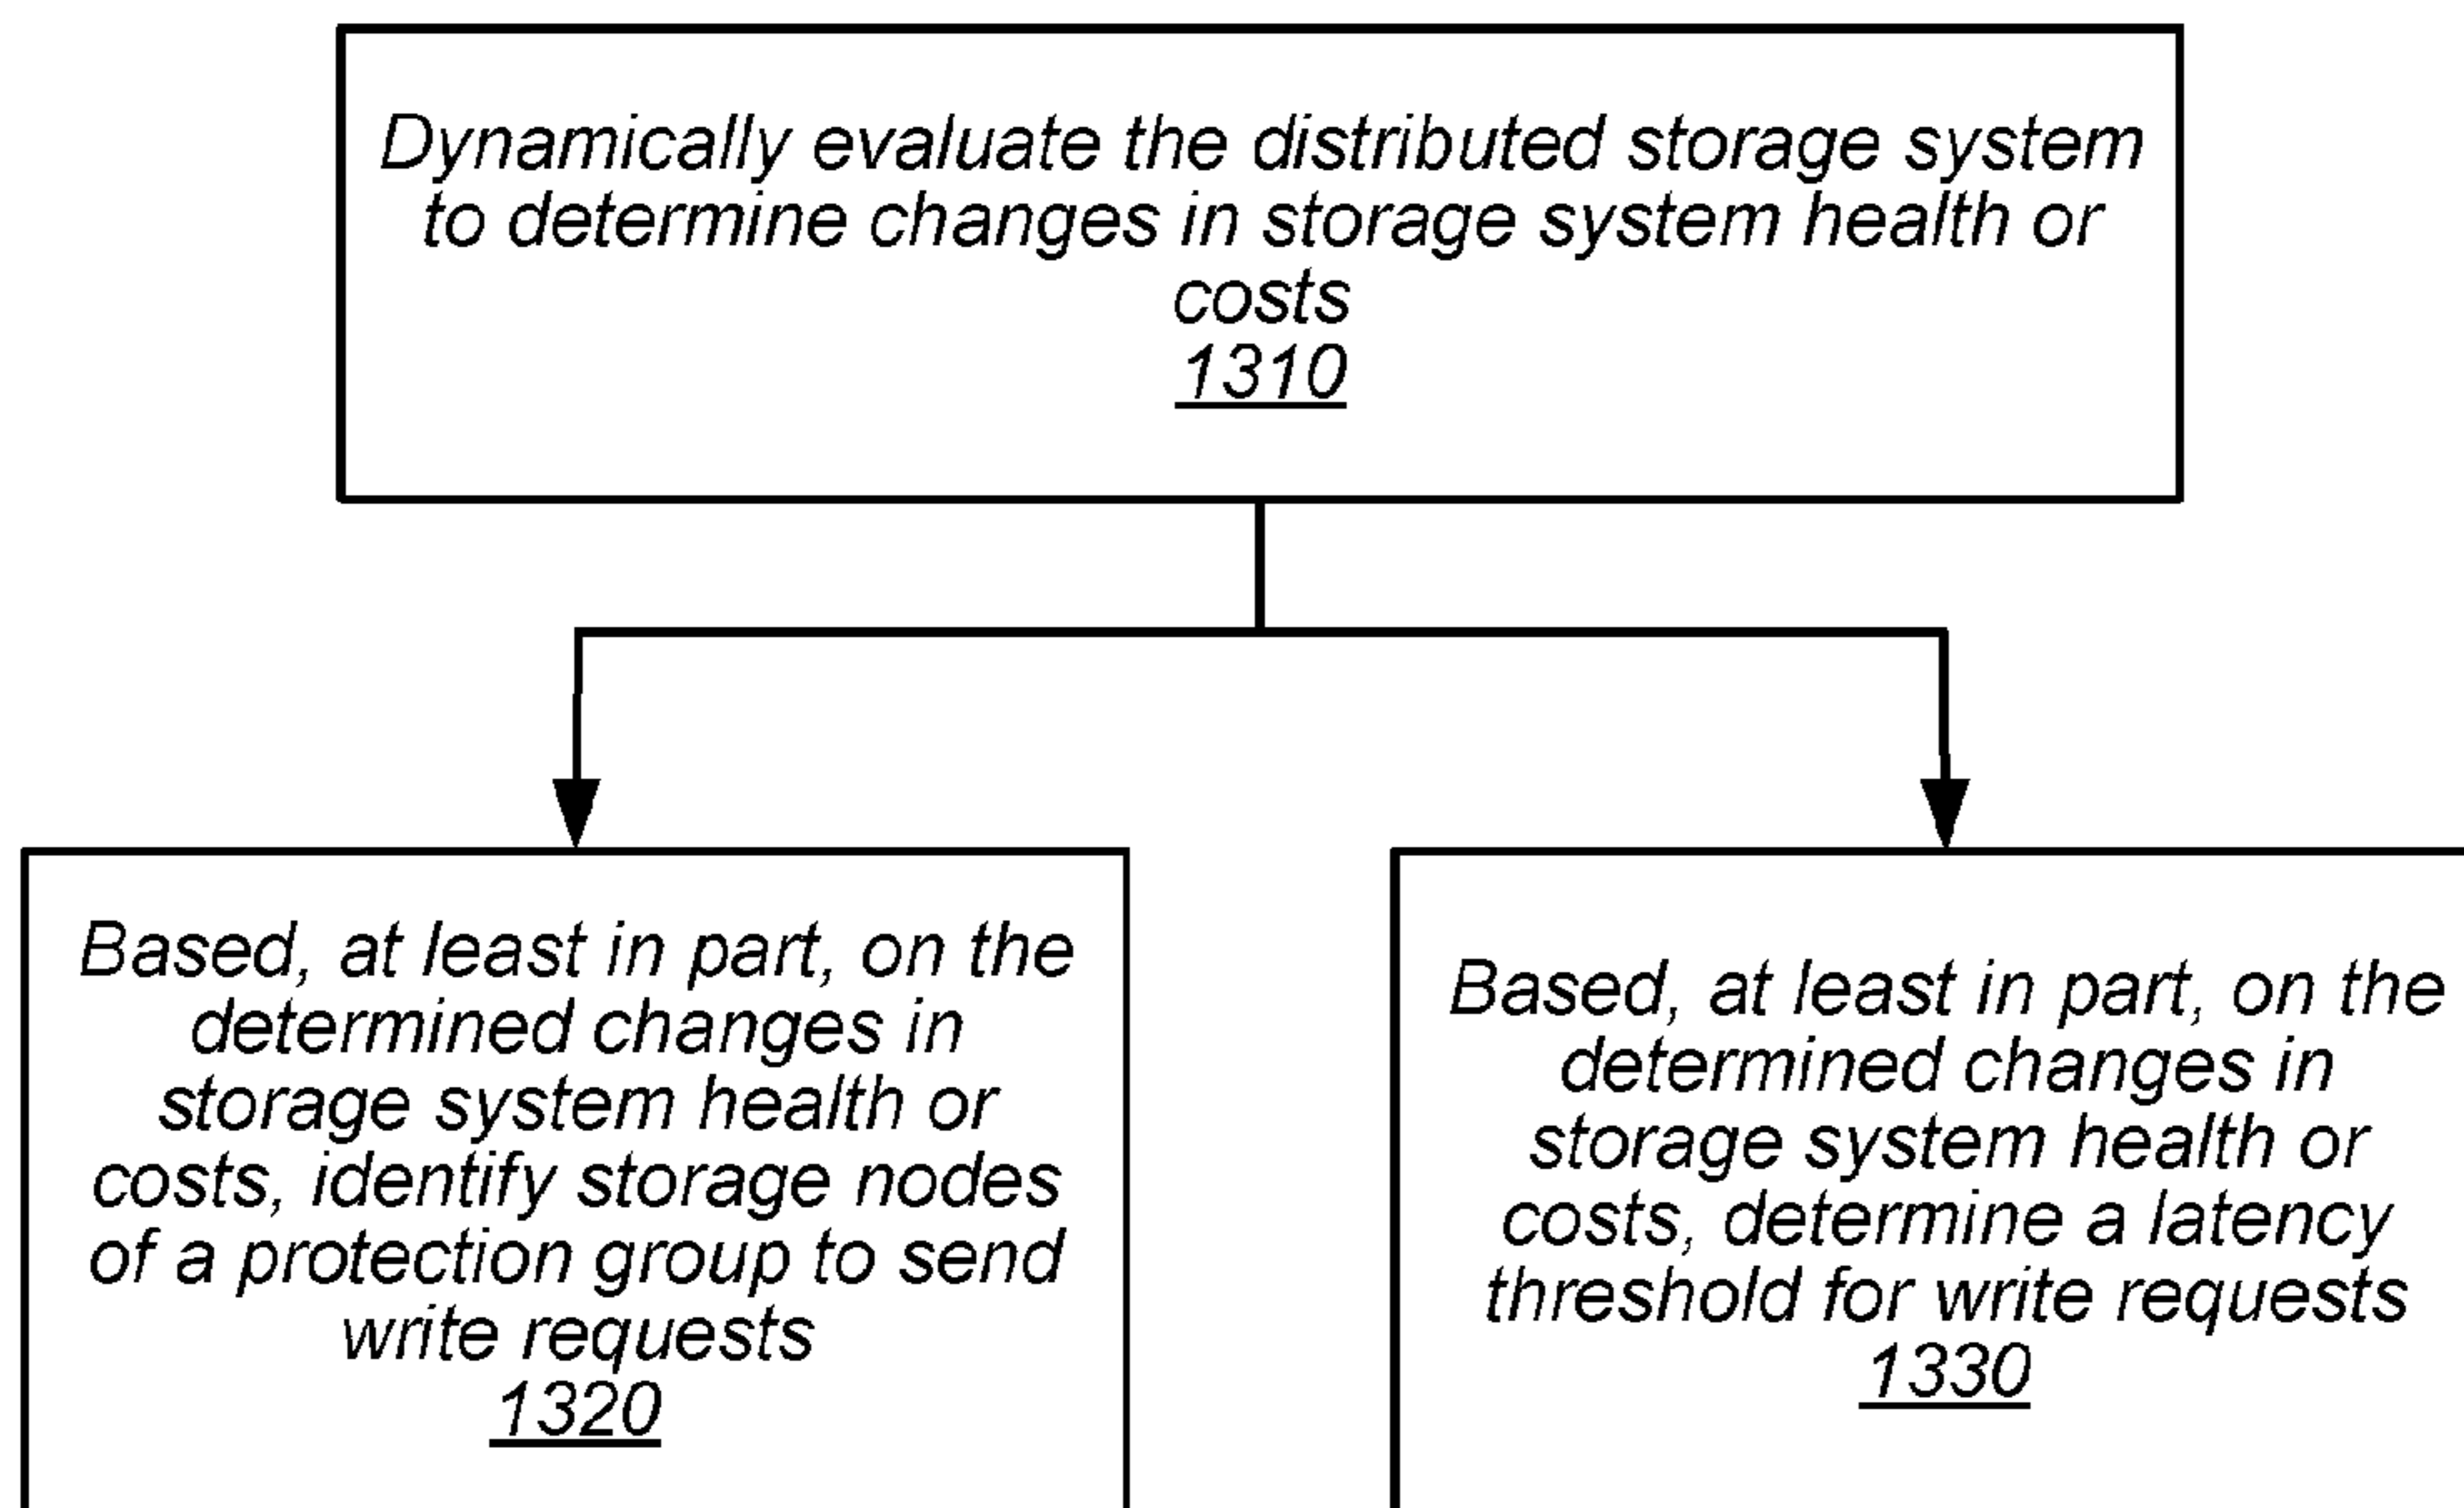 Dynamically evaluate the distributed storage system
to determine changes in storage system health or
costs
1310
Based, at least in part, on the
determined changes in
storage system health or
costs, identify storage nodes
of a protection group to send
write requests
1320
Based, at least in part, on the
determined changes in
storage system health or
costs, determine a latency
threshold for write requests
1330